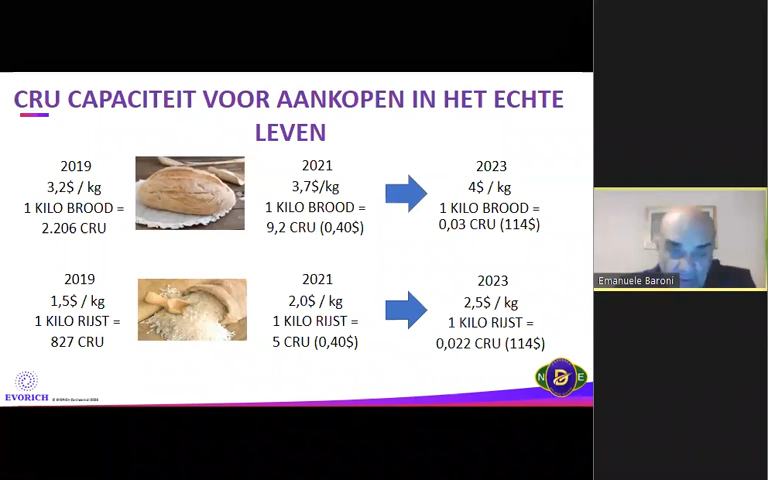 CRU CAPACITEIT VOOR AANKOPEN IN HET ECHTE
LEVEN
2019
3,2$ / kg
1 KILO BROOD =
2.206 CRU
2021
3,7$/kg
1 KILO BROOD =
9,2 CRU (0,40$)
2023
4$ / kg
1 KILO BROOD =
0,03 CRU (114$)
2019
1,5$ / kg
1 KILO RIJST =
827 CRU
2021
2,0$ / kg
1 KILO RIJST =
5 CRU (0,40$)
2023
2,5$ / kg
1 KILO RIJST =
0,022 CRU (114$)
EVORICH
N D E
Emanuele Baroni